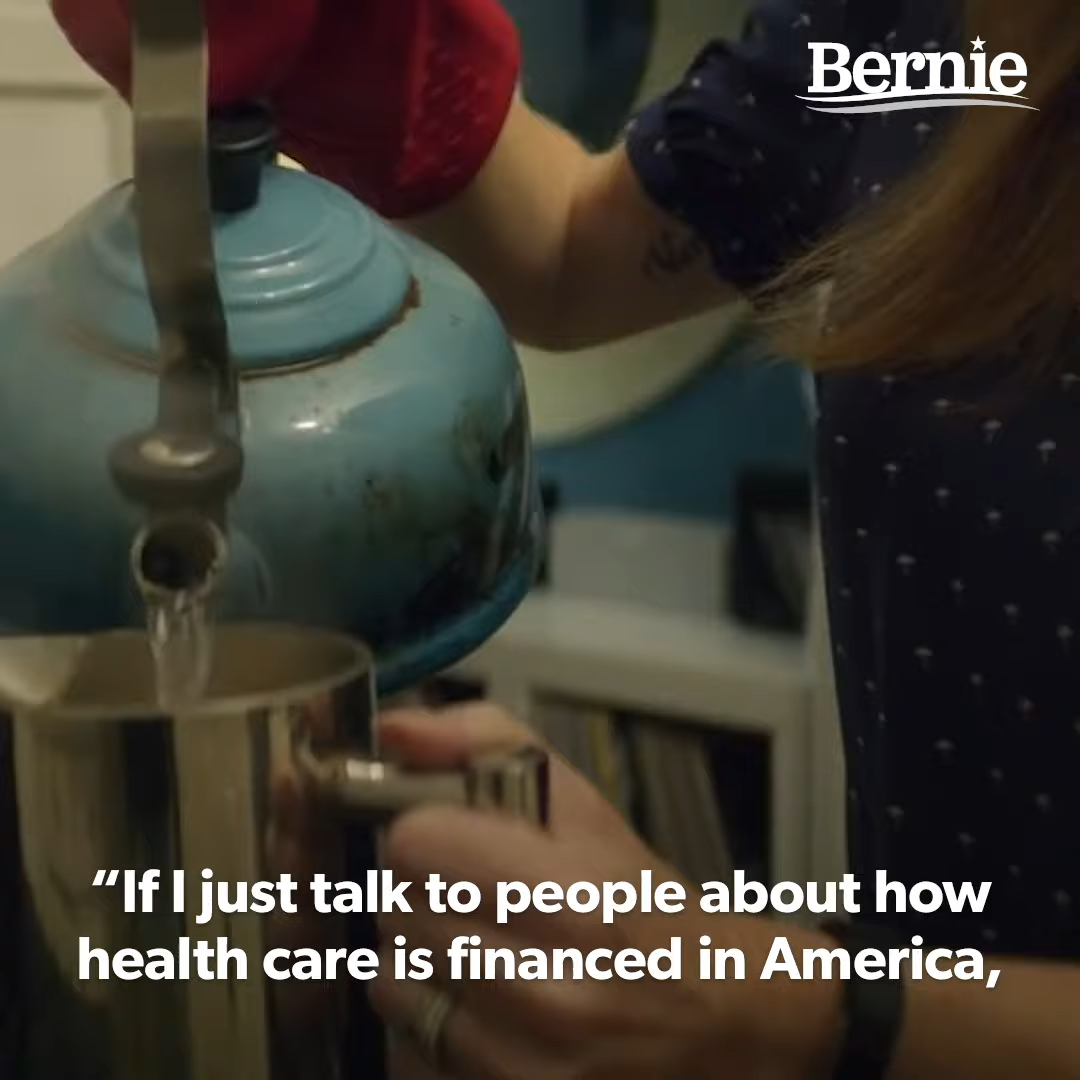 Bernie
“If I just talk to people about how
health care is financed in America,